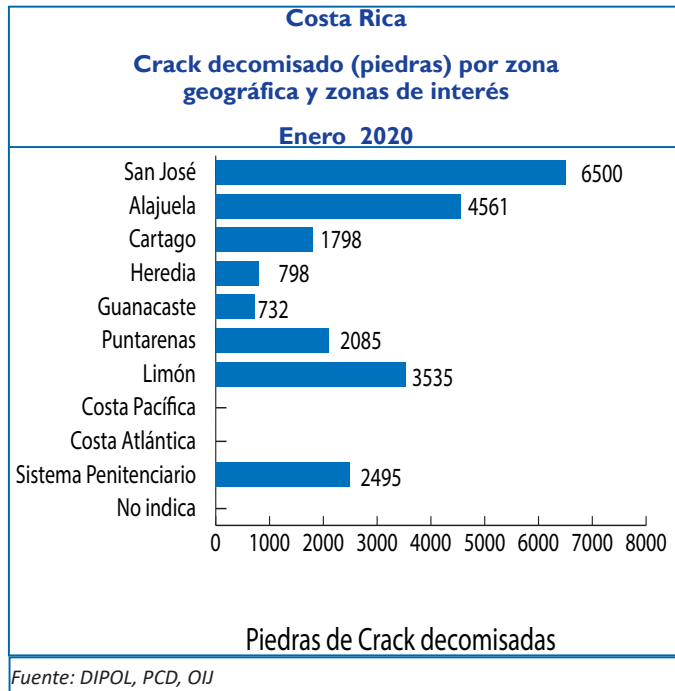 Costa Rica
Crack decomisado (piedras) por zona
geográfica y zonas de interés
Enero 2020
San José 6500
Alajuela 4561
Cartago 1798
Heredia 798
Guanacaste 732
Puntarenas 2085
Limón 3535
Costa Pacífica
Costa Atlántica
Sistema Penitenciario 2495
No indica
0 1000 2000 3000 4000 5000 6000 7000 8000
Piedras de Crack decomisadas
Fuente: DIPOL, PCD, OIJ